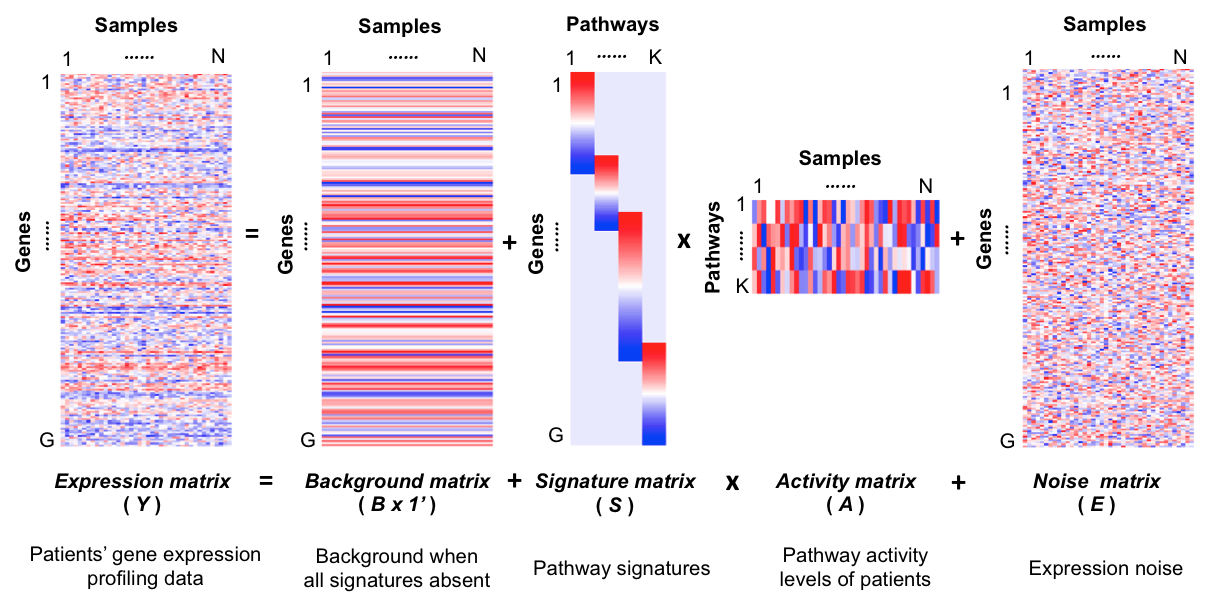 Samples
1 ...... N
Genes
1
......
G
=
Samples
1 ...... N
Genes
1
......
G
+
Pathways
1 ...... K
Genes
1
......
G
x
Samples
1 ...... N
Pathways
1
......
K
+
Samples
1 ...... N
Genes
1
......
G
Expression matrix = Background matrix + Signature matrix x Activity matrix + Noise matrix
( Y ) ( B x 1’ ) ( S ) ( A ) ( E )
Patients’ gene expression
profiling data
Background when
all signatures absent
Pathway signatures
Pathway activity
levels of patients
Expression noise